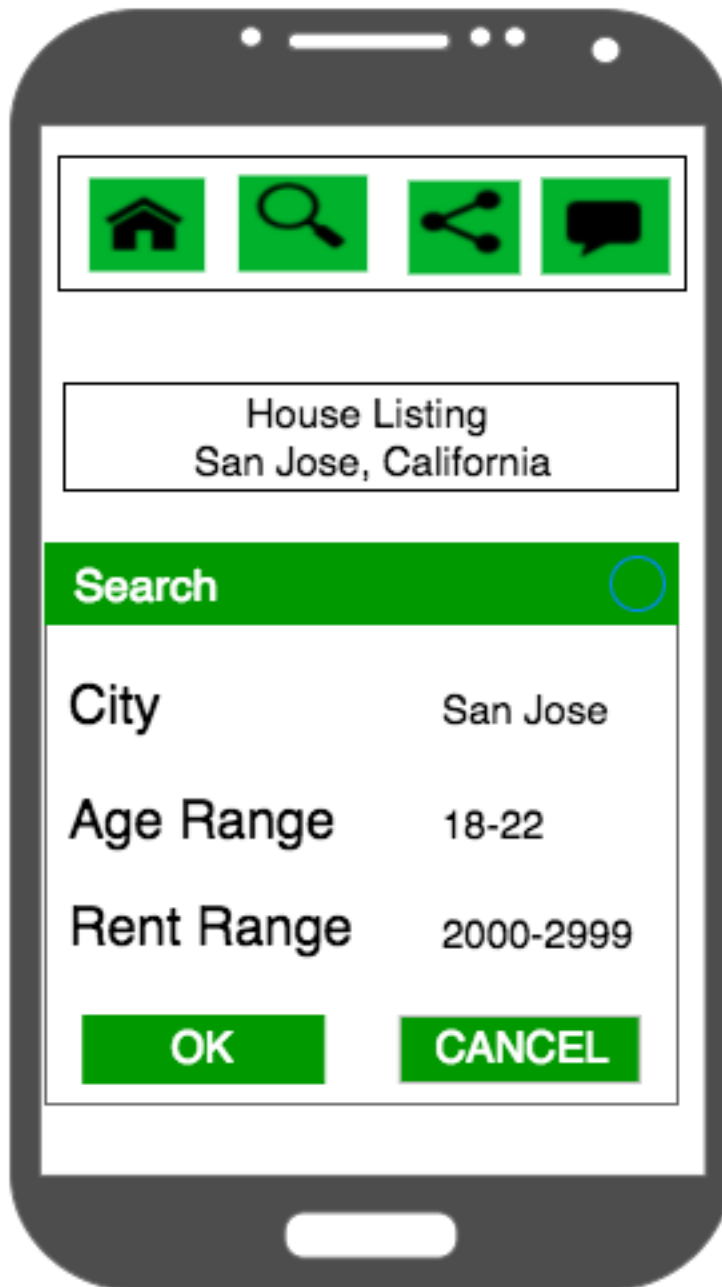 House Listing
San Jose, California
Search
City San Jose
Age Range 18-22
Rent Range 2000-2999
OK CANCEL